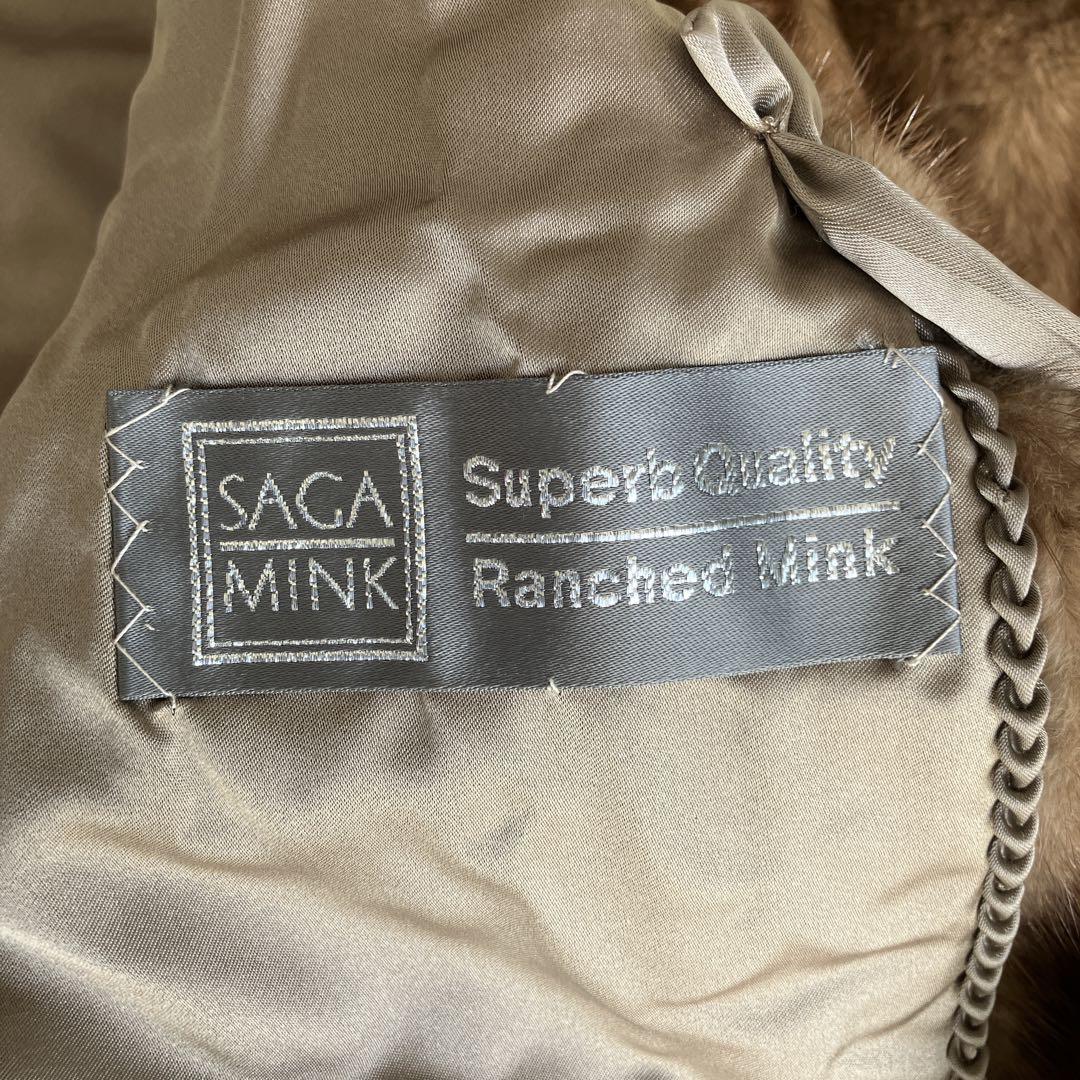 SAGA
MINK
Superb Quality
Ranched Mink